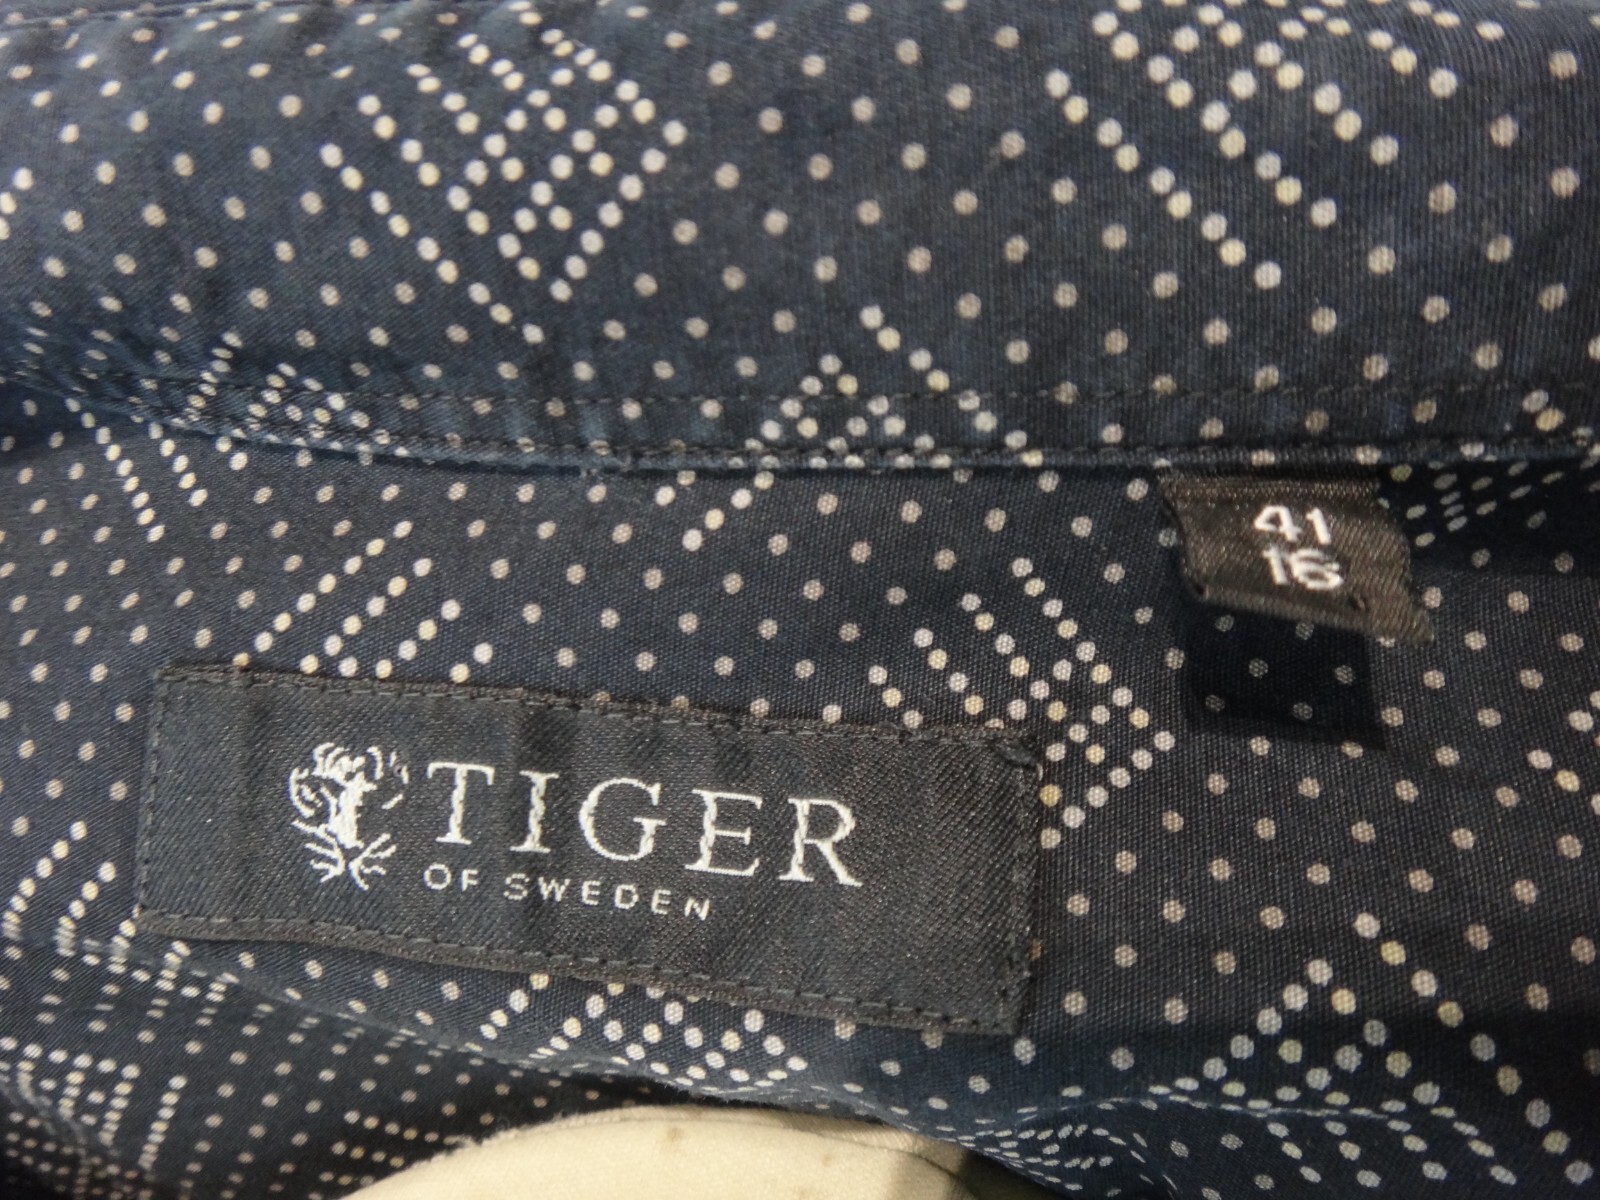 41
16
TIGER
OF SWEDEN